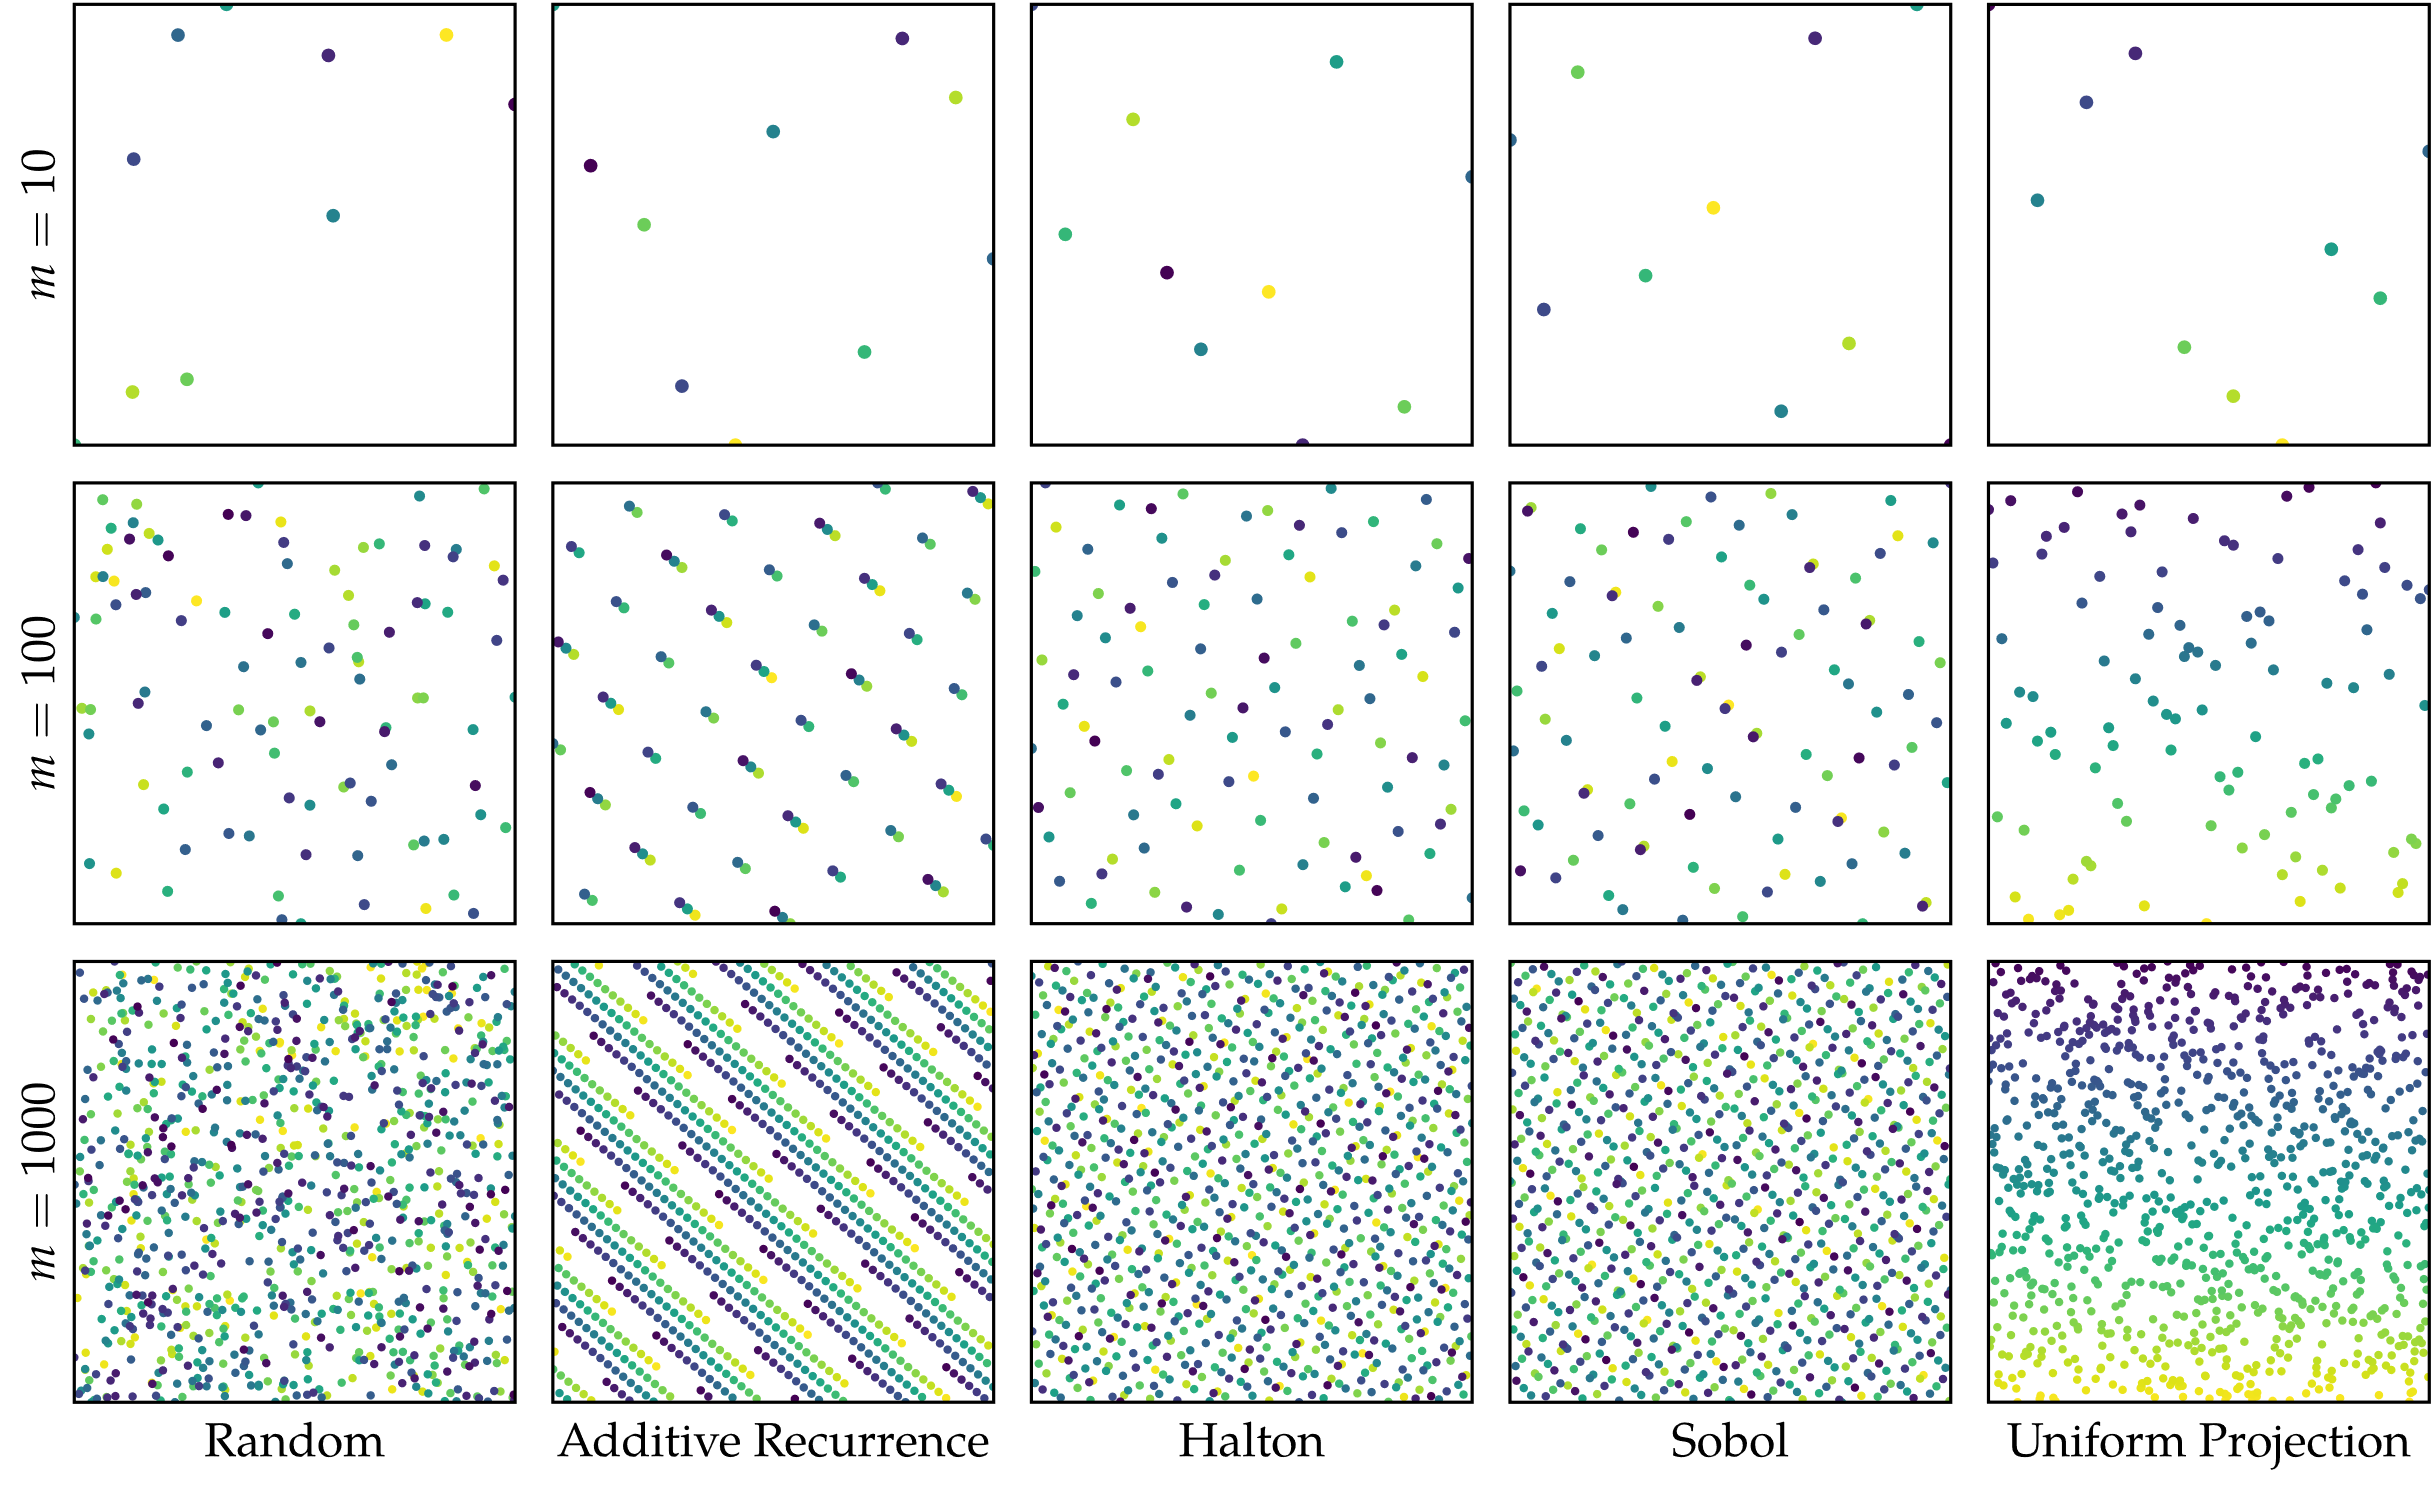 m = 10
m = 100
m = 1000
Random Additive Recurrence Halton Sobol Uniform Projection